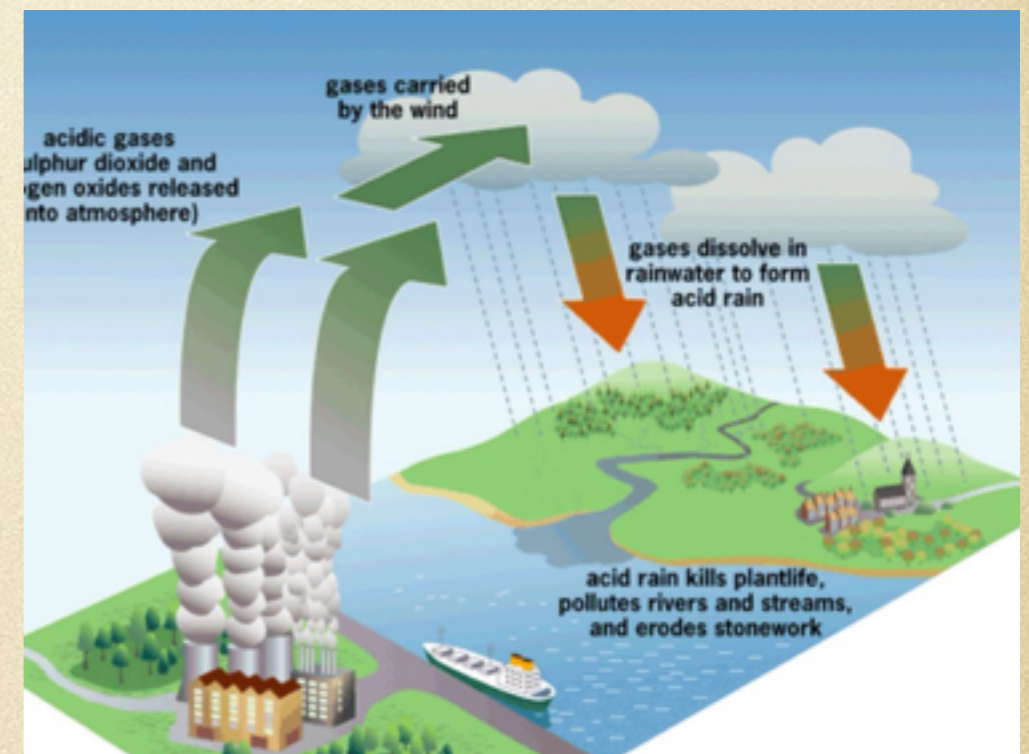 gases carried
by the wind
acidic gases
ulphur dioxide and
gen oxides released
nto atmosphere)
gases dissolve in
rainwater to form
acid rain
acid rain kills plantlife,
pollutes rivers and streams,
and erodes stonework